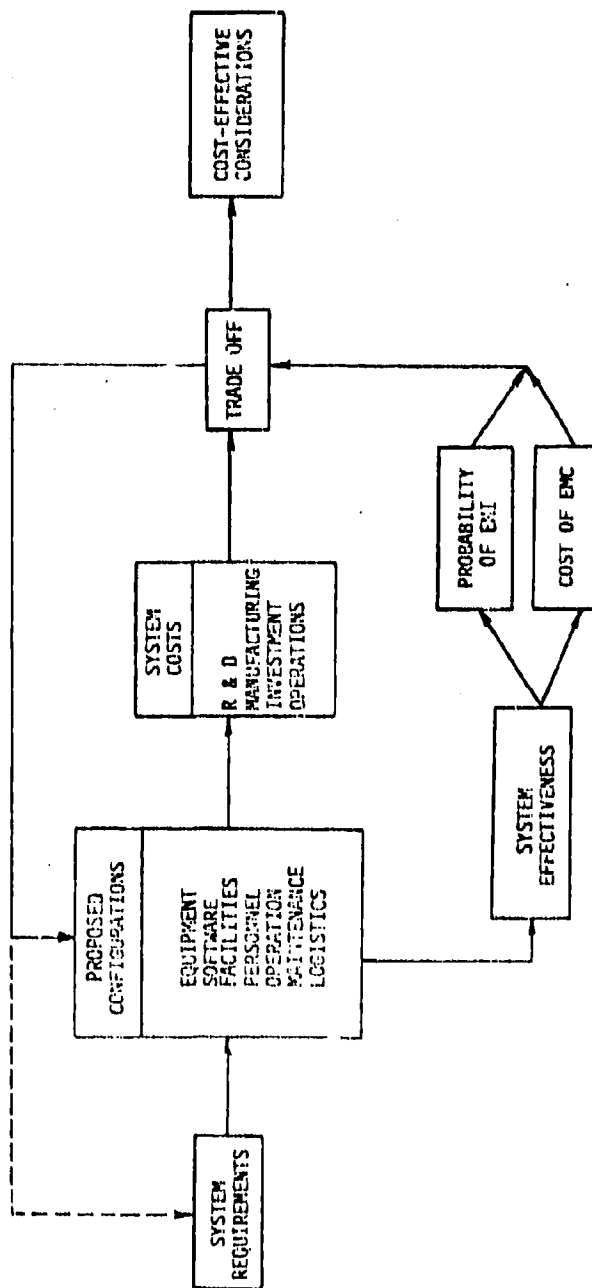 SYSTEM
REQUIREMENTS
PROPOSED
CONFIGURATIONS
EQUIPMENT
SOFTWARE
FACILITIES
PERSONNEL
OPERATION
MAINTENANCE
LOGISTICS
SYSTEM
COSTS
R & D
MANUFACTURING
INVESTMENT
OPERATIONS
TRADE OFF
COST-EFFECTIVE
CONSIDERATIONS
SYSTEM
EFFECTIVENESS
PROBABILITY
OF EMI
COST OF EMC